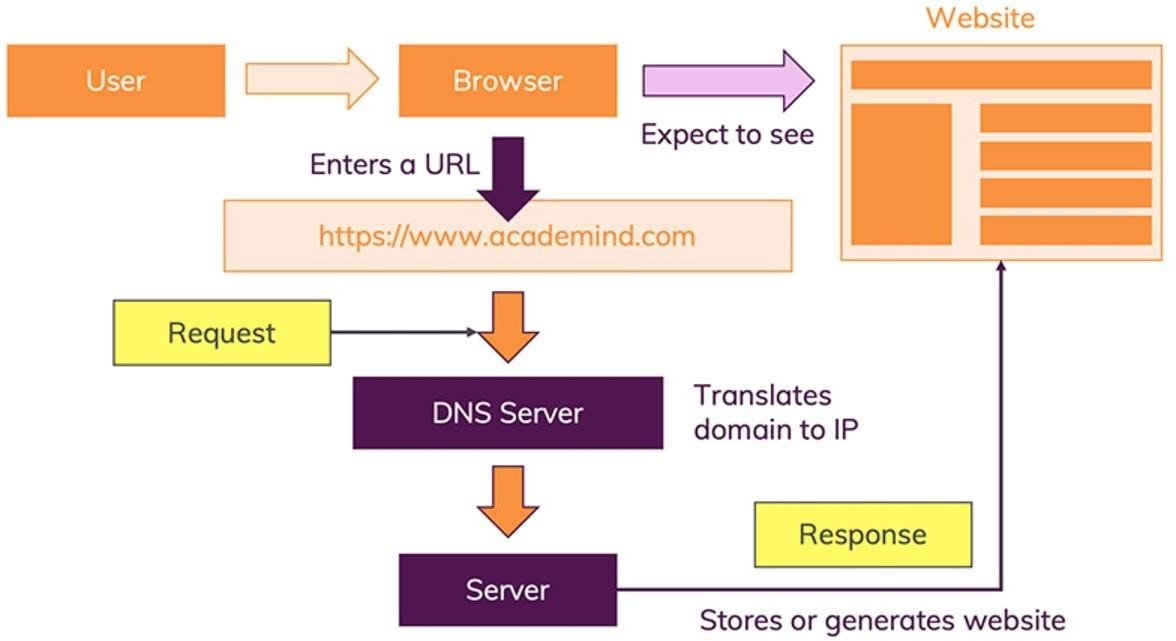 Website
User
Browser
Expect to see
Enters a URL
https://www.academind.com
Request
DNS Server
Translates
domain to IP
Response
Server
Stores or generates website